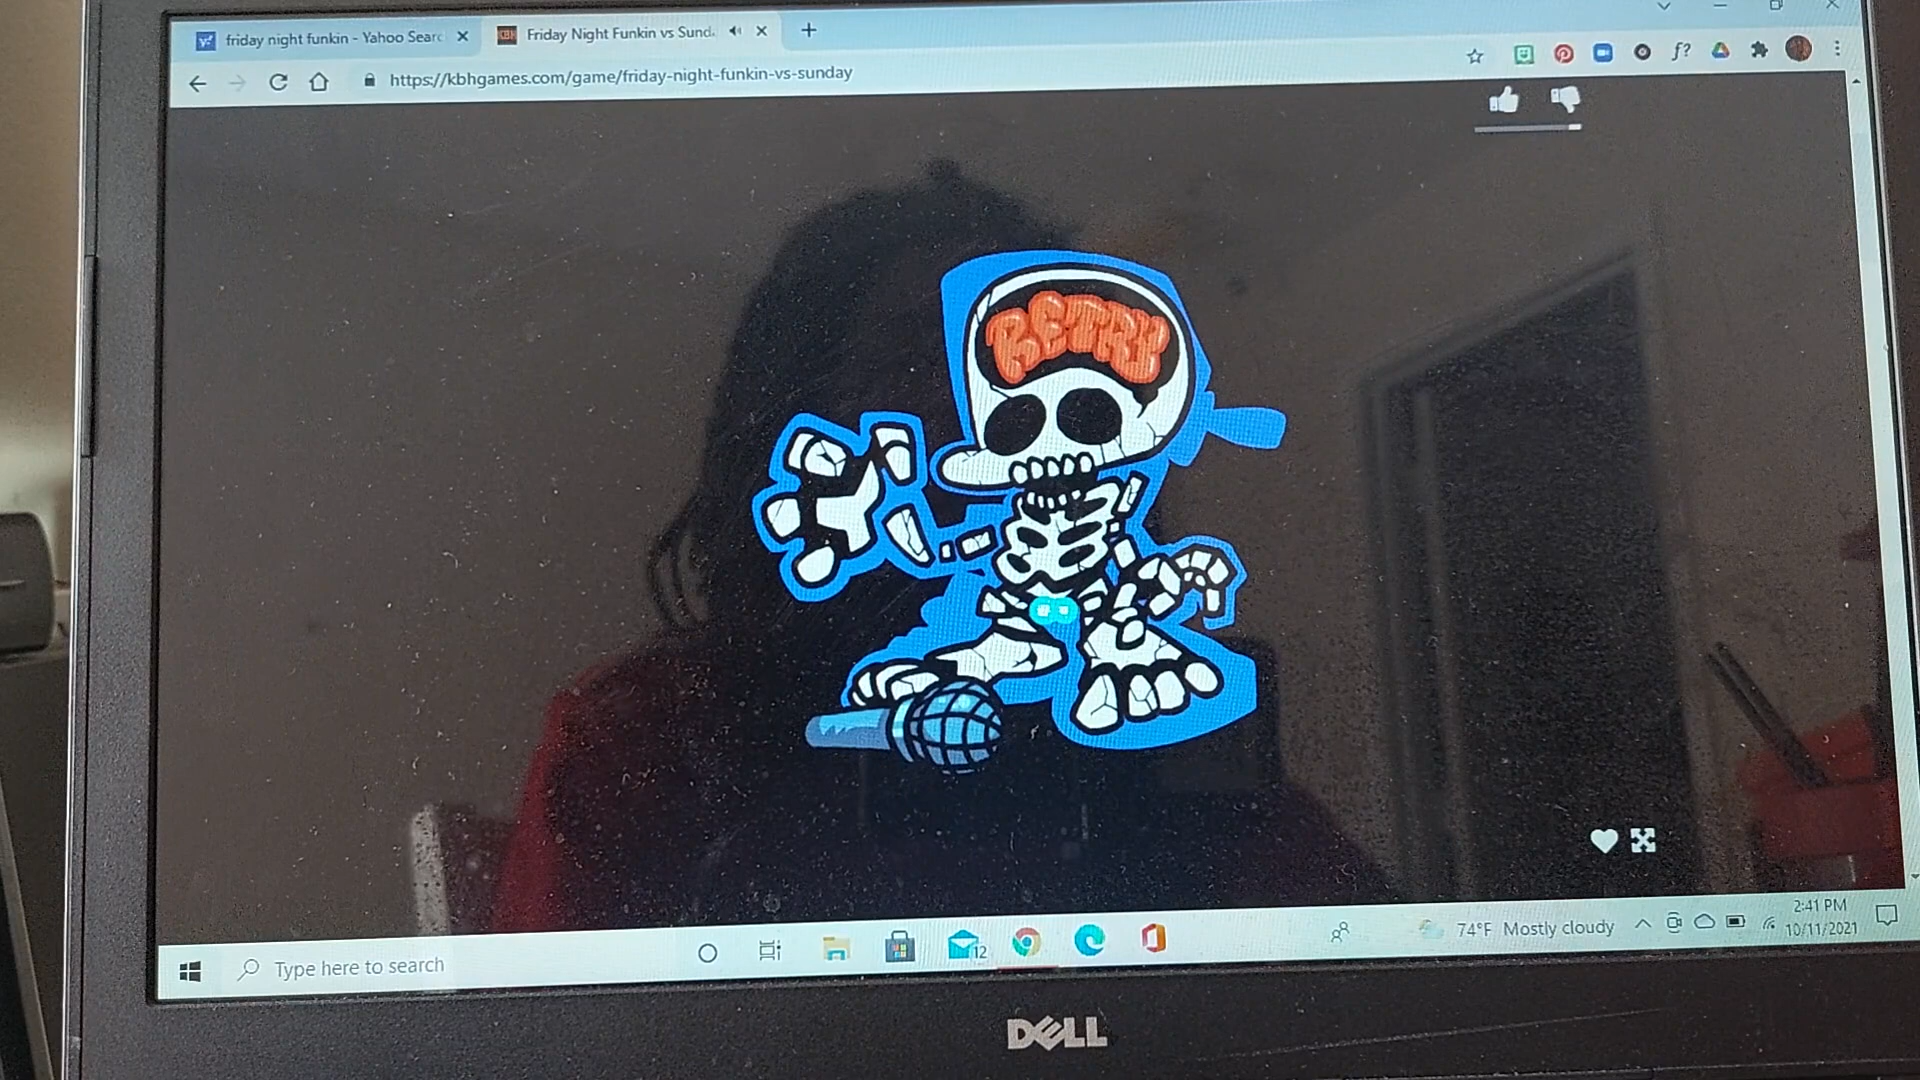 friday night funkin - Yahoo Searc
KBH
Friday Night Funkin vs Sund
https://kbhgames.com/game/friday-night-funkin-vs-sunday
f?
RETRY
Type here to search
12
74°F Mostly cloudy
2:41 PM
10/11/2021
DELL